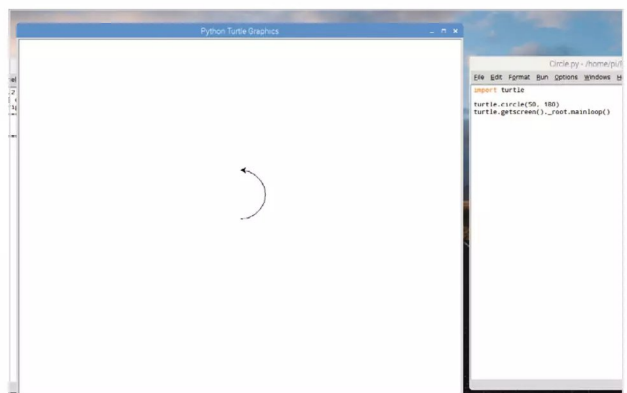 Python Turtle Graphics
Circle.py - /home/pi/
File Edit Format Run Options Windows H
import turtle
turtle.circle(50, 180)
turtle.getscreen()._root.mainloop()